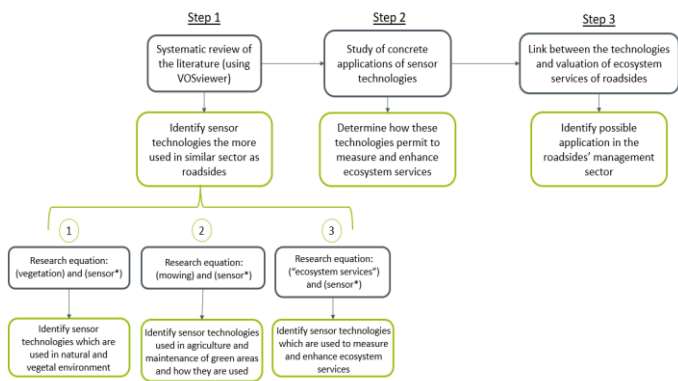 Step 1
Step 2
Step 3
Systematic review of
the literature (using
VOSviewer)
Study of concrete
applications of sensor
technologies
Link between the technologies
and valuation of ecosystem
services of roadsides
Identify sensor
technologies the more
used in similar sector as
roadsides
Determine how these
technologies permit to
measure and enhance
ecosystem services
Identify possible
application in the
roadsides' management
sector
1
2
3
Research equation:
(vegetation) and (sensor*)
Research equation:
(mowing) and (sensor*)
Research equation:
("ecosystem services")
and (sensor*)
Identify sensor
technologies which are
used in natural and
vegetal environment
Identify sensor technologies
used in agriculture and
maintenance of green areas
and how they are used
Identify sensor technologies
which are used to measure
and enhance ecosystem
services